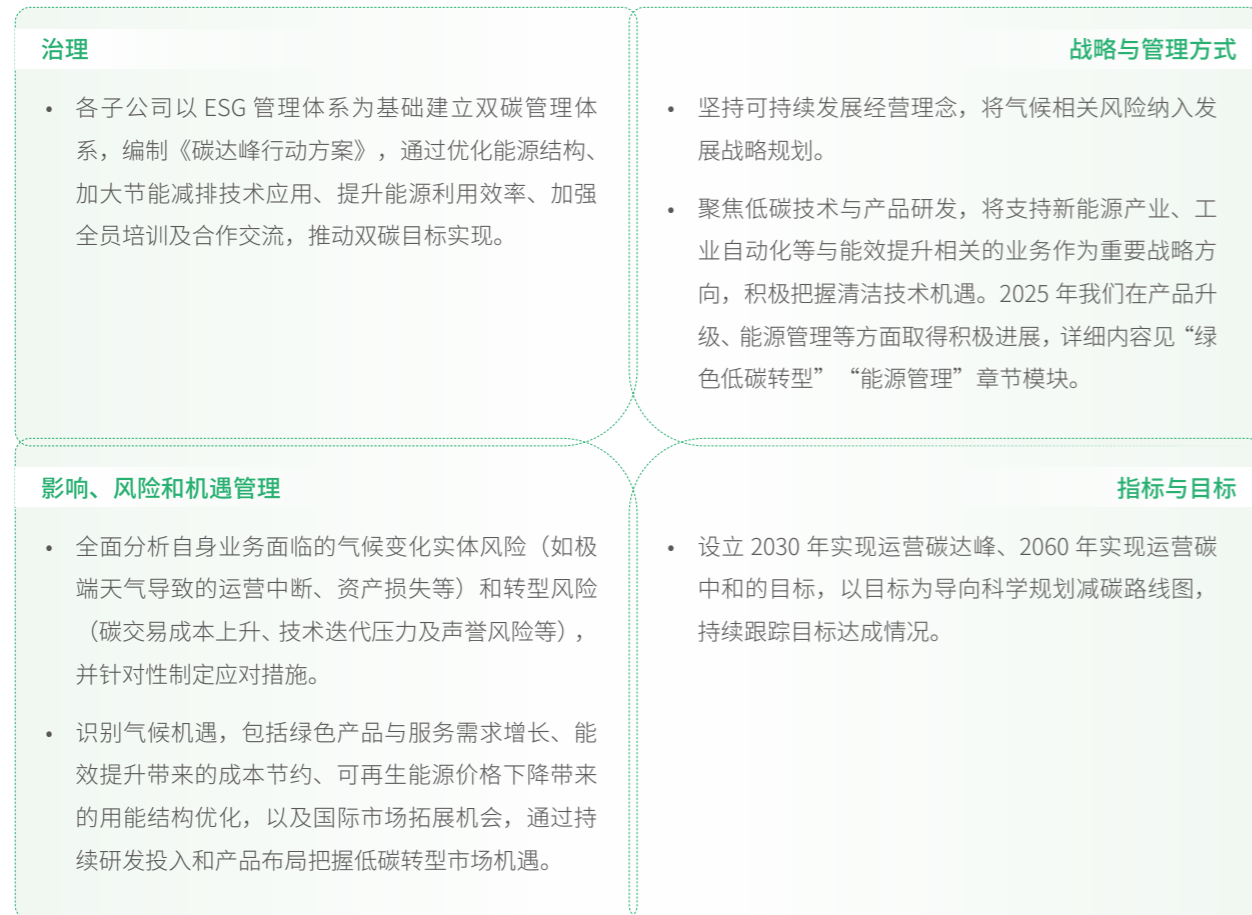 治理
• 各子公司以 ESG 管理体系为基础建立双碳管理体
系，编制《碳达峰行动方案》，通过优化能源结构、
加大节能减排技术应用、提升能源利用效率、加强
全员培训及合作交流，推动双碳目标实现。
战略与管理方式
• 坚持可持续发展经营理念，将气候相关风险纳入发
展战略规划。
• 聚焦低碳技术与产品研发，将支持新能源产业、工
业自动化等与能效提升相关的业务作为重要战略方
向，积极把握清洁技术机遇。2025 年我们在产品升
级、能源管理等方面取得积极进展，详细内容见“绿
色低碳转型”“能源管理”章节模块。
影响、风险和机遇管理
• 全面分析自身业务面临的气候变化实体风险（如极
端天气导致的运营中断、资产损失等）和转型风险
（碳交易成本上升、技术迭代压力及声誉风险等），
并针对性制定应对措施。
• 识别气候机遇，包括绿色产品与服务需求增长、能
效提升带来的成本节约、可再生能源价格下降带来
的用能结构优化，以及国际市场拓展机会，通过持
续研发投入和产品布局把握低碳转型市场机遇。
指标与目标
• 设立 2030 年实现运营碳达峰、2060 年实现运营碳
中和的目标，以目标为导向科学规划减碳路线图，
持续跟踪目标达成情况。